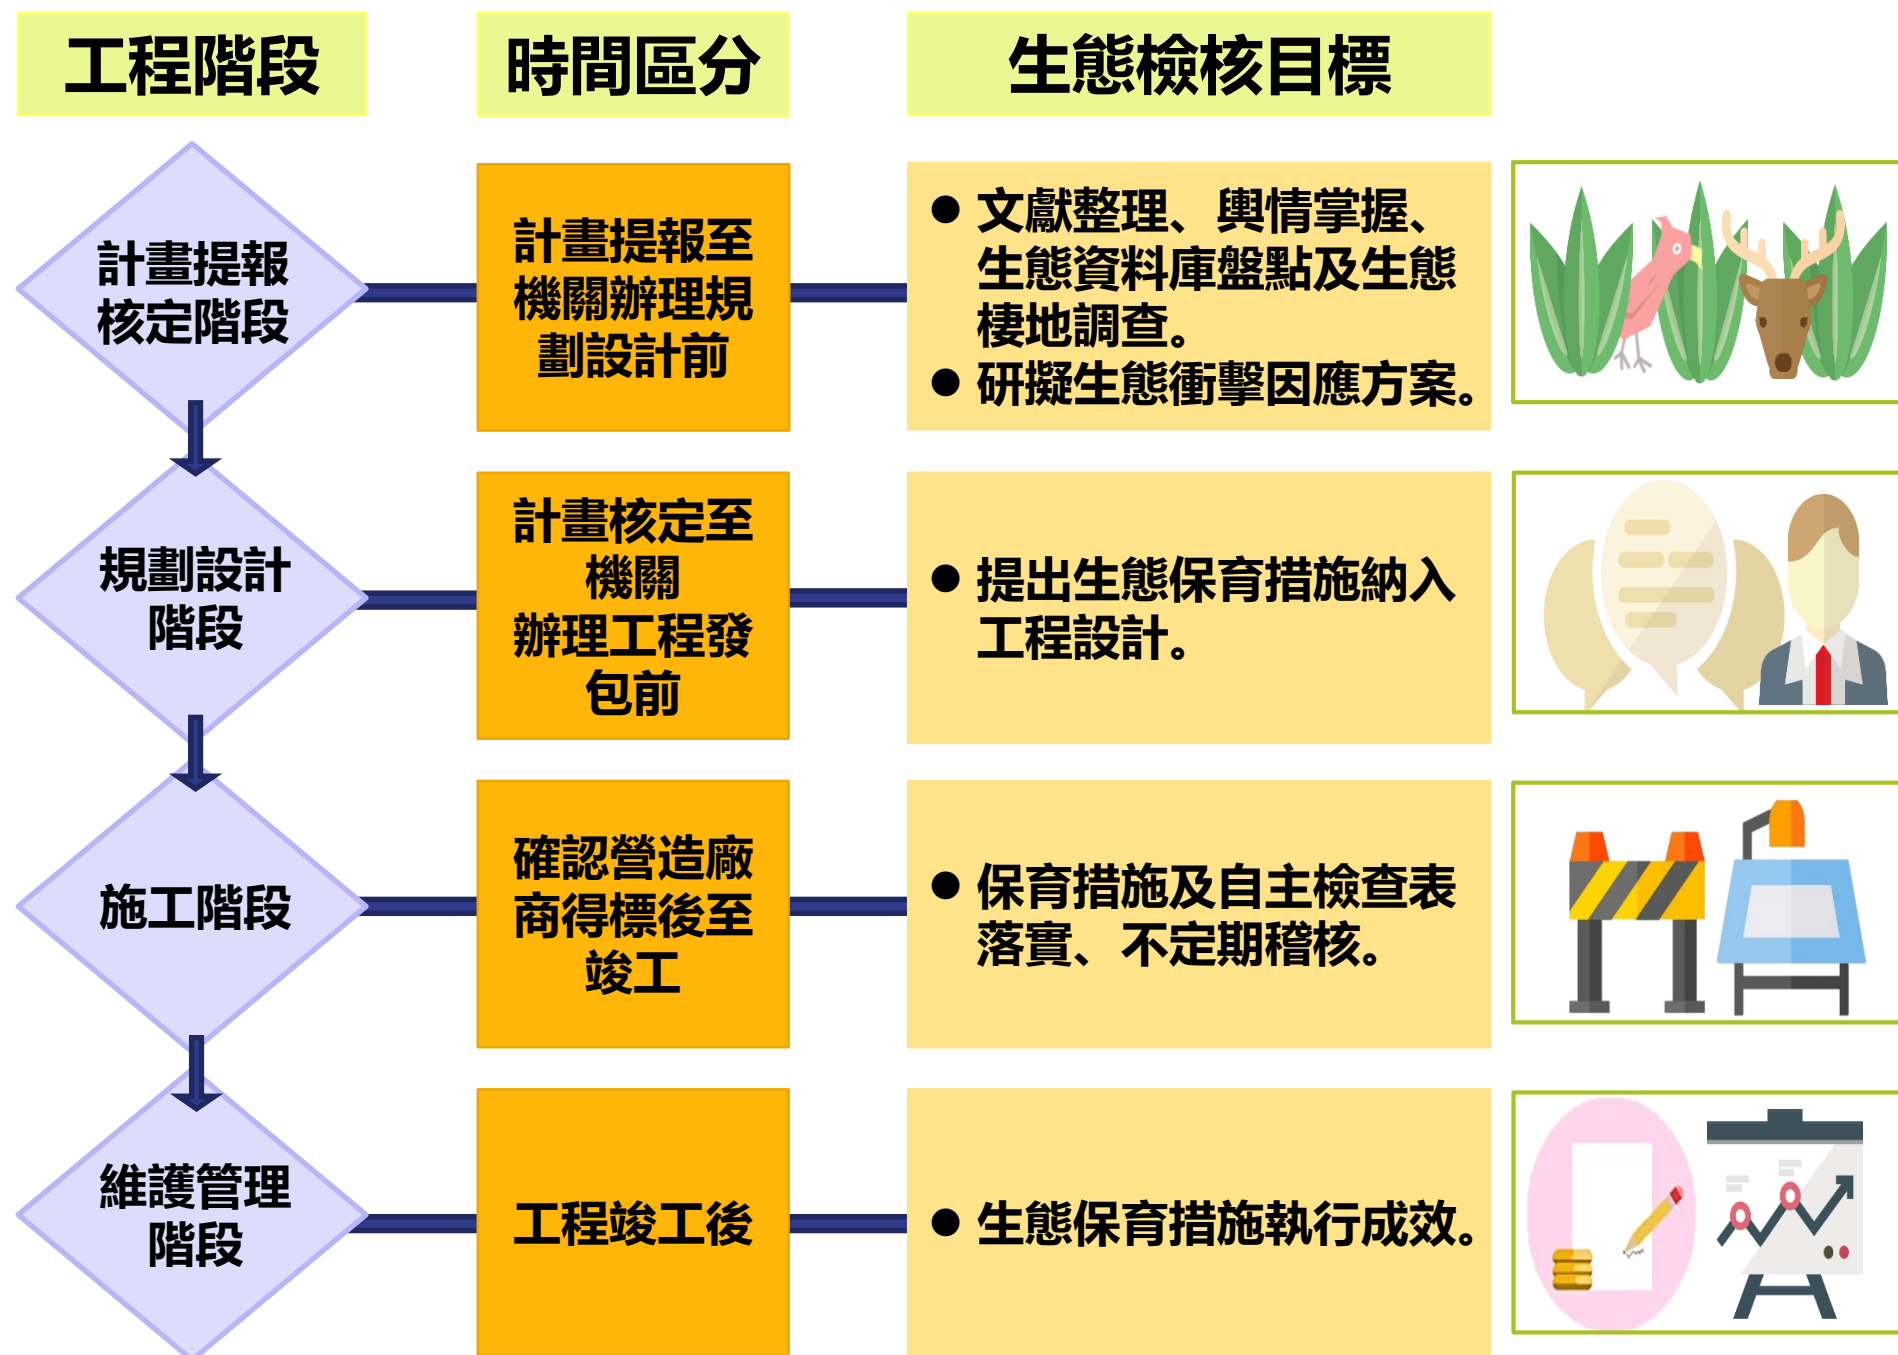 工程階段
時間區分
生態檢核目標
計畫提報
核定階段
計畫提報至
機關辦理規
劃設計前
● 文獻整理、輿情掌握、
生態資料庫盤點及生態
棲地調查。
● 研擬生態衝擊因應方案。
規劃設計
階段
計畫核定至
機關
辦理工程發
包前
● 提出生態保育措施納入
工程設計。
施工階段
確認營造廠
商得標後至
竣工
● 保育措施及自主檢查表
落實、不定期稽核。
維護管理
階段
工程竣工後
● 生態保育措施執行成效。